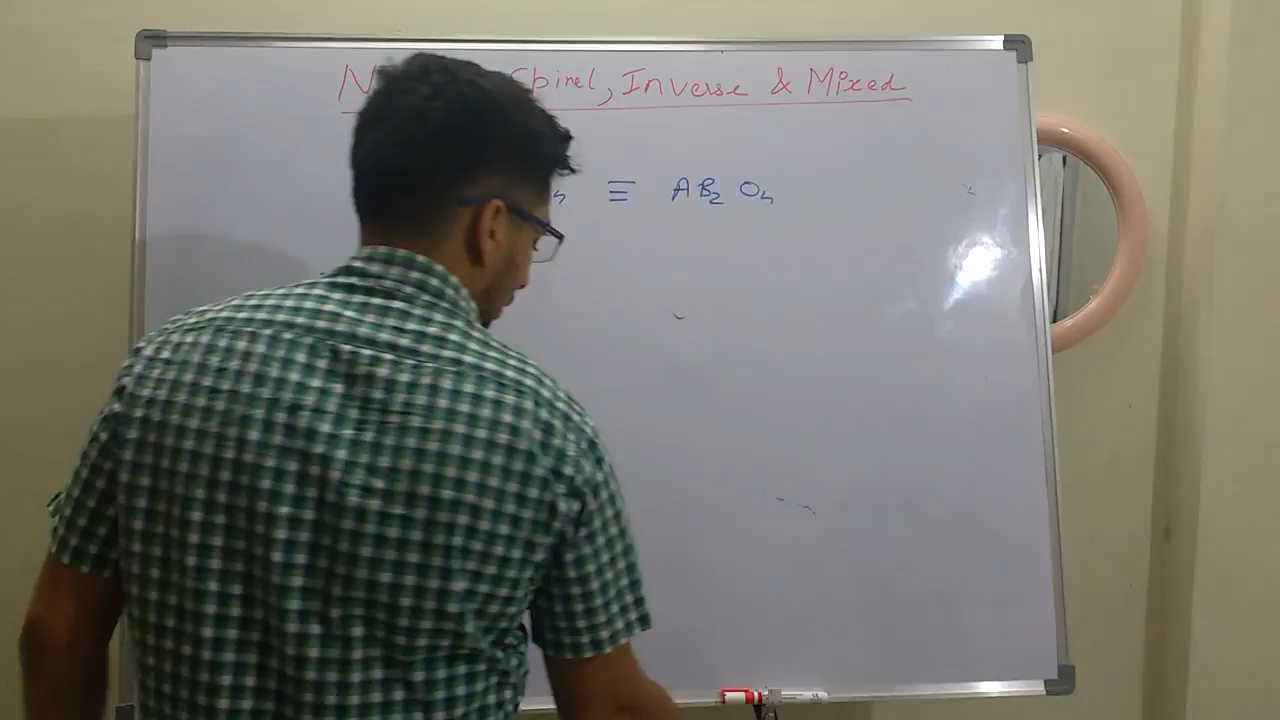 Spinel, Inverse & Mixed
≡ AB₂ O₄